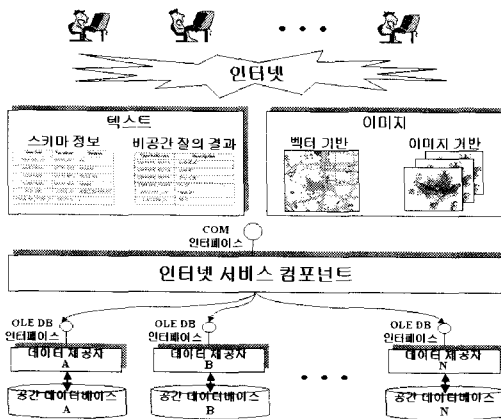 인터넷
텍스트
스키마 정보
비공간 질의 결과
이미지
벡터 기반
이미지 기반
COM
인터페이스
인터넷 서비스 컴포넌트
OLE DB
인터페이스
OLE DB
인터페이스
OLE DB
인터페이스
데이터 제공자
A
데이터 제공자
B
데이터 제공자
N
공간 데이터베이스
A
공간 데이터베이스
B
공간 데이터베이스
N